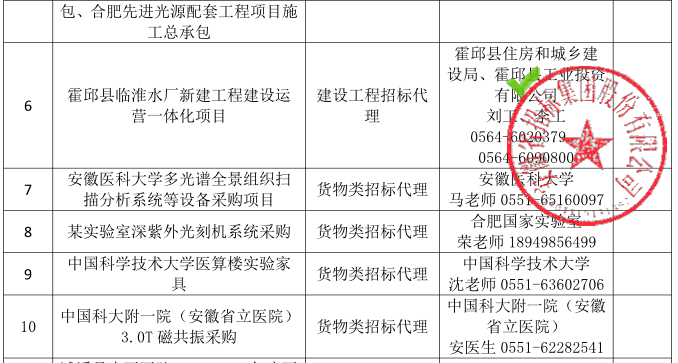 包、合肥先进光源配套工程项目施
工总承包
6
霍邱县临淮水厂新建工程建设运
营一体化项目
建设工程招标代
理
霍邱县住房和城乡建
设局、霍邱县工业投资
有限公司
刘工、李工
0564-6020379
0564-6090800
7
安徽医科大学多光谱全景组织扫
描分析系统等设备采购项目
货物类招标代理
安徽医科大学
马老师 0551-65160097
8
某实验室深紫外光刻机系统采购
货物类招标代理
合肥国家实验室
荣老师 18949856499
9
中国科学技术大学医算楼实验家
具
货物类招标代理
中国科学技术大学
沈老师 0551-63602706
10
中国科大附一院（安徽省立医院）
3.0T 磁共振采购
货物类招标代理
中国科大附一院（安徽
省立医院）
安医生 0551-62282541
招标集团股份有限公司